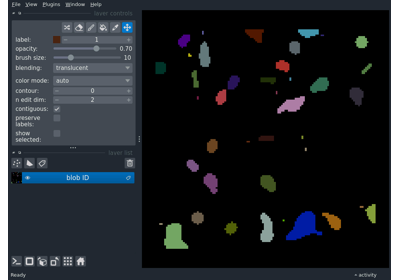 File View Plugins Window Help
layer controls
label: 1
opacity: 0.70
brush size: 10
blending: translucent
color mode: auto
contour: 0
n edit dim: 2
contiguous:
preserve
labels:
show
selected:
layer list
blob ID
Ready
activity